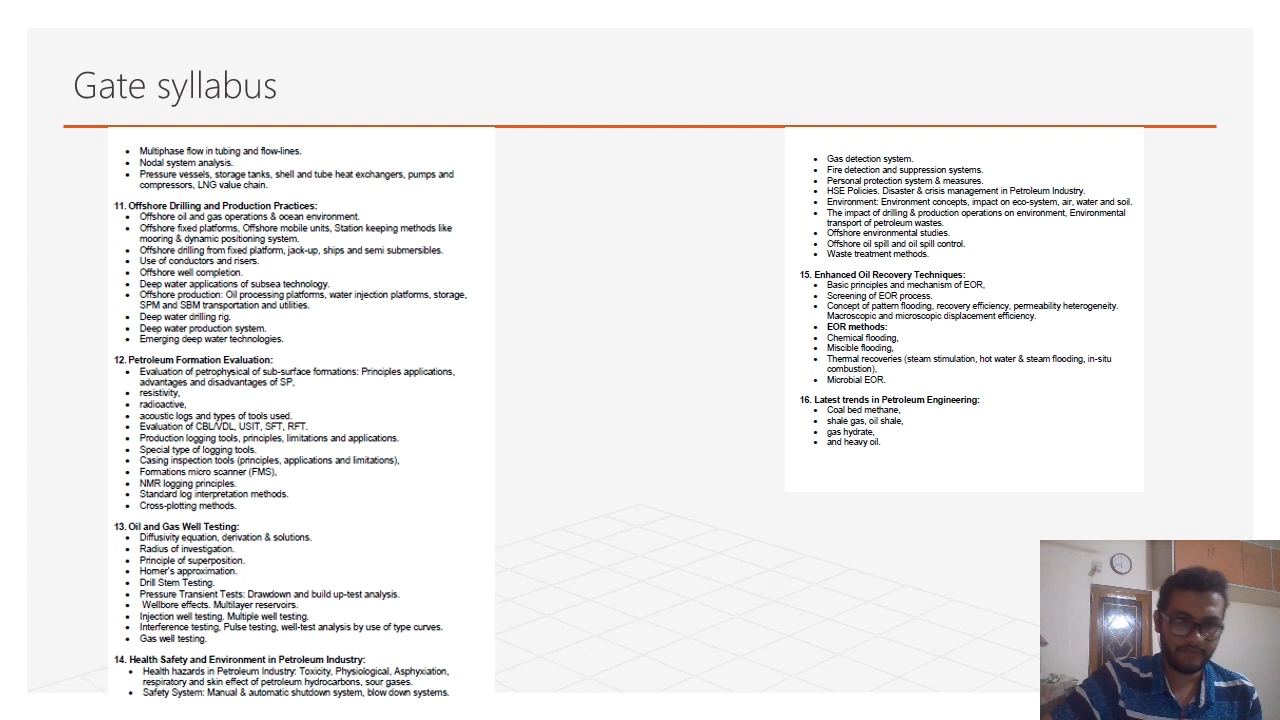 Gate syllabus
• Multiphase flow in tubing and flow-lines.
• Nodal system analysis.
• Pressure vessels, storage tanks, shell and tube heat exchangers, pumps and
compressors, LNG value chain.
11. Offshore Drilling and Production Practices:
• Offshore oil and gas operations & ocean environment.
• Offshore fixed platforms, Offshore mobile units, Station keeping methods like
mooring & dynamic positioning system.
• Offshore drilling from fixed platform, jack-up, ships and semi submersibles.
• Use of conductors and risers.
• Offshore well completion.
• Deep water applications of subsea technology.
• Offshore production: Oil processing platforms, water injection platforms, storage,
SPM and SBM transportation and utilities.
• Deep water drilling rig.
• Deep water production system.
• Emerging deep water technologies.
12. Petroleum Formation Evaluation:
• Evaluation of petrophysical of sub-surface formations: Principles applications,
advantages and disadvantages of SP,
• resistivity,
• radioactive,
• acoustic logs and types of tools used.
• Evaluation of CBL/VDL, USIT, SFT, RFT.
• Production logging tools, principles, limitations and applications.
• Special type of logging tools.
• Casing inspection tools (principles, applications and limitations),
• Formations micro scanner (FMS),
• NMR logging principles.
• Standard log interpretation methods.
• Cross-plotting methods.
13. Oil and Gas Well Testing:
• Diffusivity equation, derivation & solutions.
• Radius of investigation.
• Principle of superposition.
• Horner's approximation.
• Drill Stem Testing.
• Pressure Transient Tests: Drawdown and build up-test analysis.
• Wellbore effects. Multilayer reservoirs.
• Injection well testing. Multiple well testing.
• Interference testing, Pulse testing, well-test analysis by use of type curves.
• Gas well testing.
14. Health Safety and Environment in Petroleum Industry:
• Health hazards in Petroleum Industry: Toxicity, Physiological, Asphyxiation,
respiratory and skin effect of petroleum hydrocarbons, sour gases.
• Safety System: Manual & automatic shutdown system, blow down systems.
• Gas detection system.
• Fire detection and suppression systems.
• Personal protection system & measures.
• HSE Policies. Disaster & crisis management in Petroleum Industry.
• Environment: Environment concepts, impact on eco-system, air, water and soil.
• The impact of drilling & production operations on environment, Environmental
transport of petroleum wastes.
• Offshore environmental studies.
• Offshore oil spill and oil spill control.
• Waste treatment methods.
15. Enhanced Oil Recovery Techniques:
• Basic principles and mechanism of EOR,
• Screening of EOR process.
• Concept of pattern flooding, recovery efficiency, permeability heterogeneity.
Macroscopic and microscopic displacement efficiency.
• EOR methods:
• Chemical flooding,
• Miscible flooding,
• Thermal recoveries (steam stimulation, hot water & steam flooding, in-situ
combustion),
• Microbial EOR.
16. Latest trends in Petroleum Engineering:
• Coal bed methane,
• shale gas, oil shale,
• gas hydrate,
• and heavy oil.